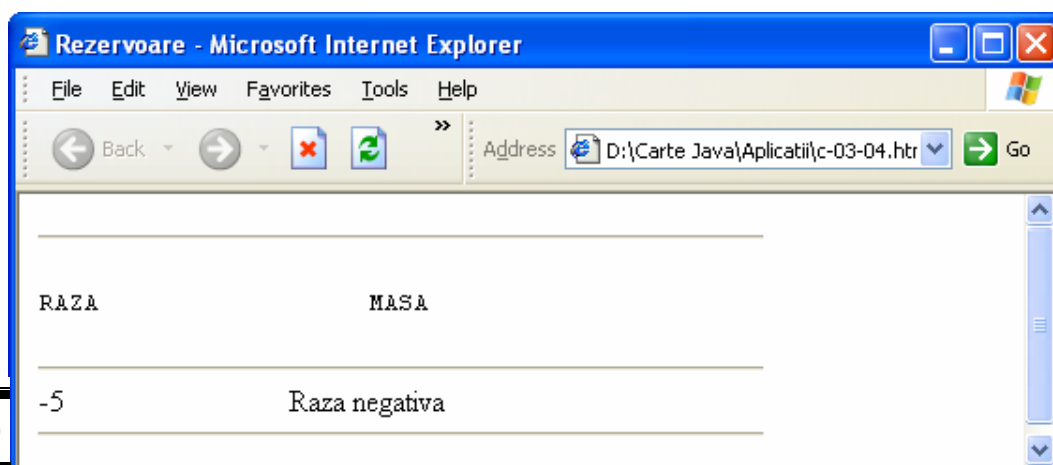 Rezervoare - Microsoft Internet Explorer
File Edit View Favorites Tools Help
Back » Address D:\Carte Java\Aplicatii\c-03-04.htr Go
RAZA MASA
-5 Raza negativa